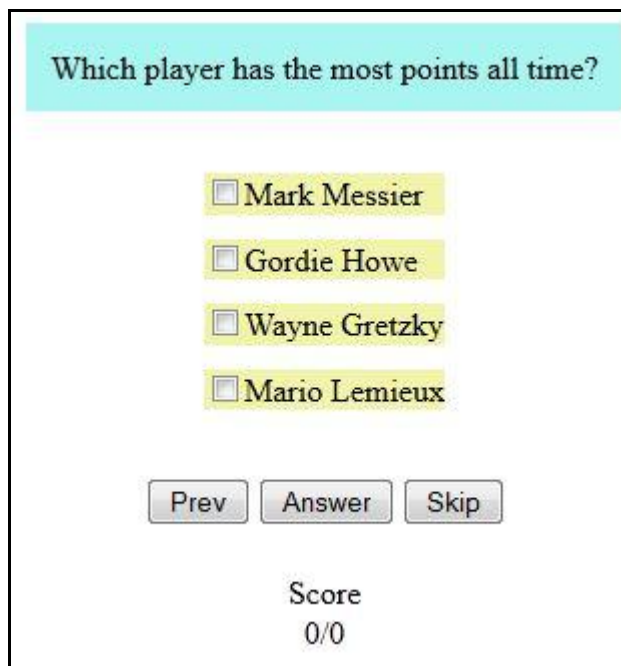 Which player has the most points all time?
Mark Messier
Gordie Howe
Wayne Gretzky
Mario Lemieux
Prev Answer Skip
Score
0/0